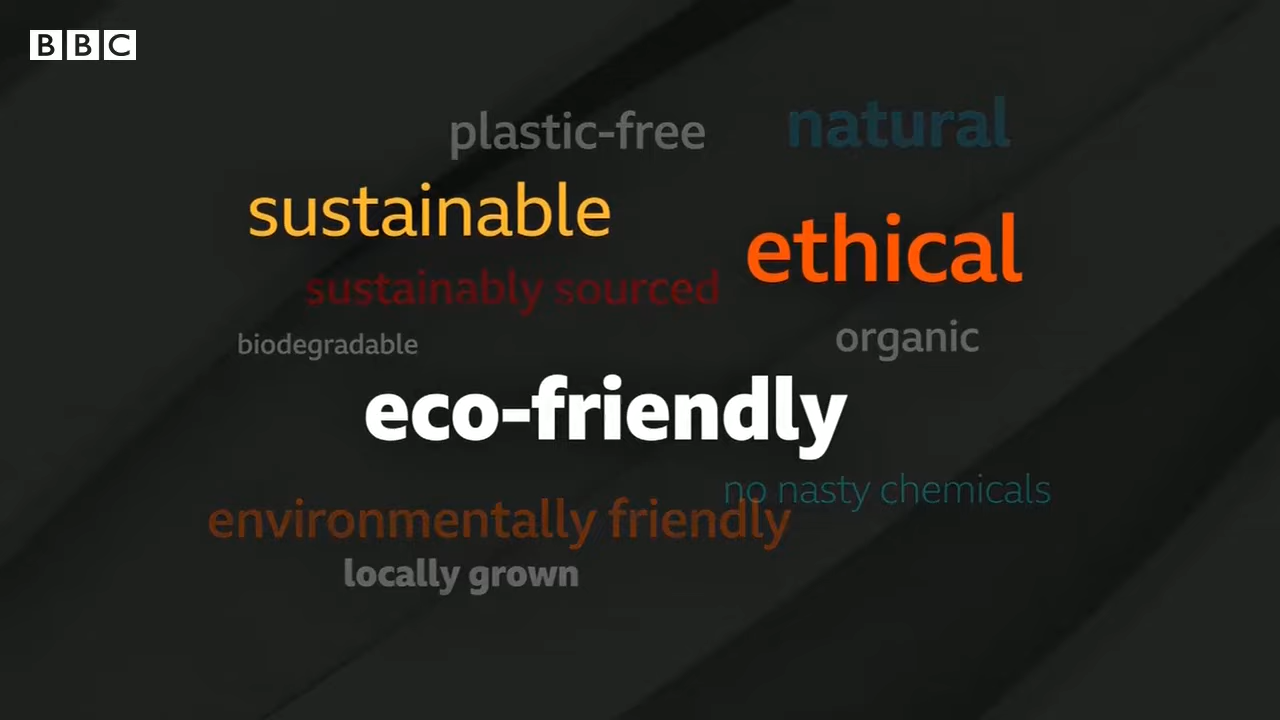 BBC
plastic-free
natural
sustainable
ethical
sustainably sourced
biodegradable
organic
eco-friendly
no nasty chemicals
environmentally friendly
locally grown